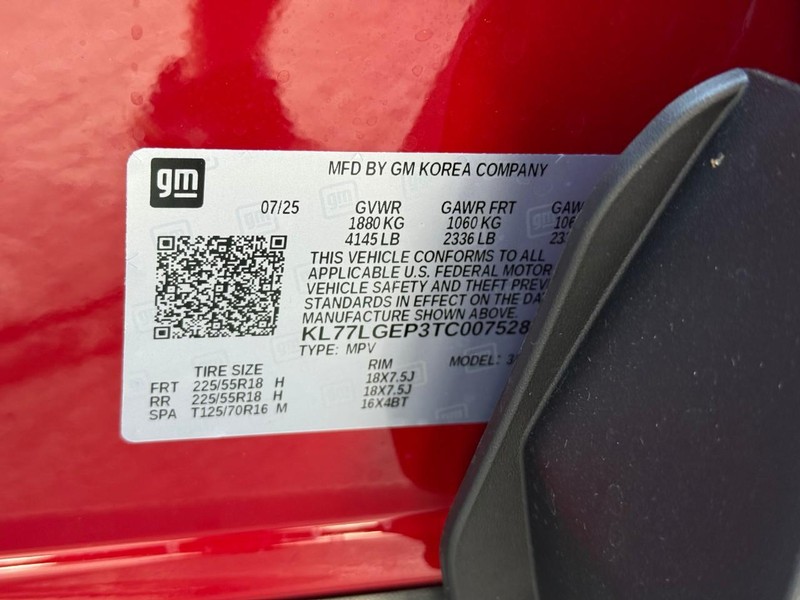 gm
MFD BY GM KOREA COMPANY
07/25 GVWR GAWR FRT
1880 KG 1060 KG
4145 LB 2336 LB
THIS VEHICLE CONFORMS TO ALL
APPLICABLE U.S. FEDERAL MOTOR
VEHICLE SAFETY AND THEFT
STANDARDS IN EFFECT ON THE
MANUFACTURE SHOWN ABOVE.
KL77LGEP3TC007528
TYPE: MPV MODEL:
TIRE SIZE RIM
FRT 225/55R18 H 18X7.5J
RR 225/55R18 H 18X7.5J
SPA T125/70R16 M 16X4BT